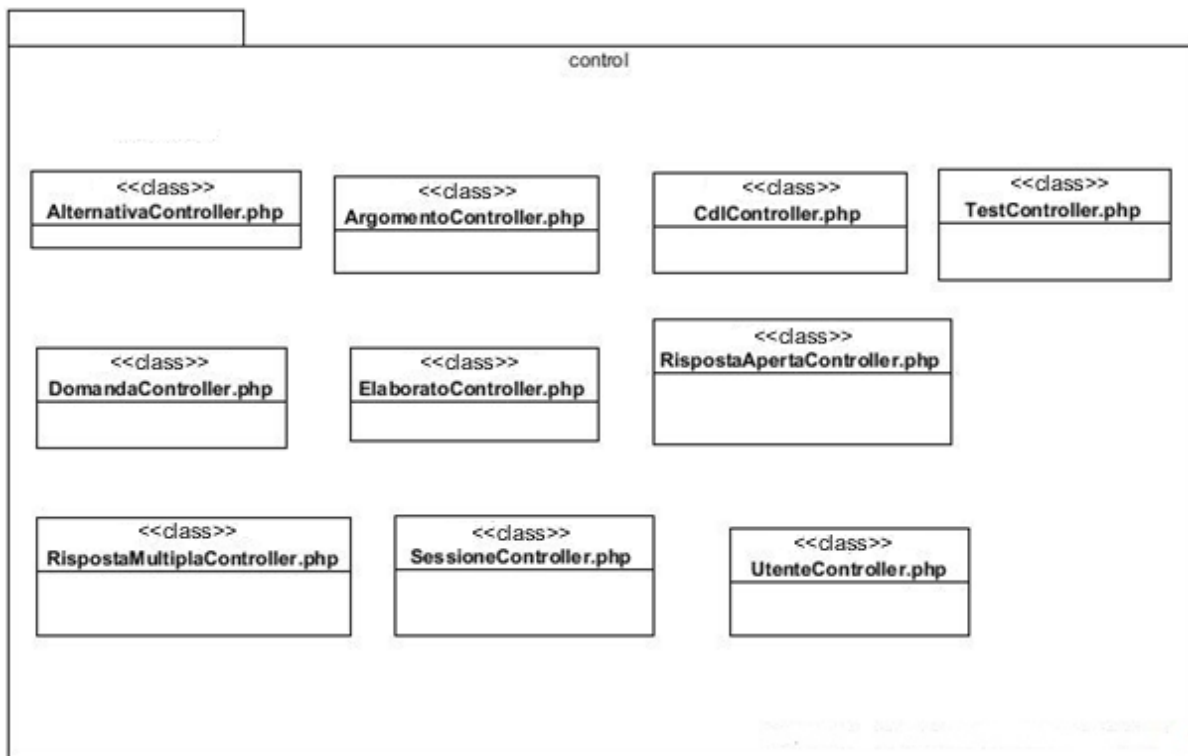 control
<<class>>
AlternativaController.php
<<class>>
ArgomentoController.php
<<class>>
CdlController.php
<<class>>
TestController.php
<<class>>
DomandaController.php
<<class>>
ElaboratoController.php
<<class>>
RispostaApertaController.php
<<class>>
RispostaMultiplaController.php
<<class>>
SessioneController.php
<<class>>
UtenteController.php